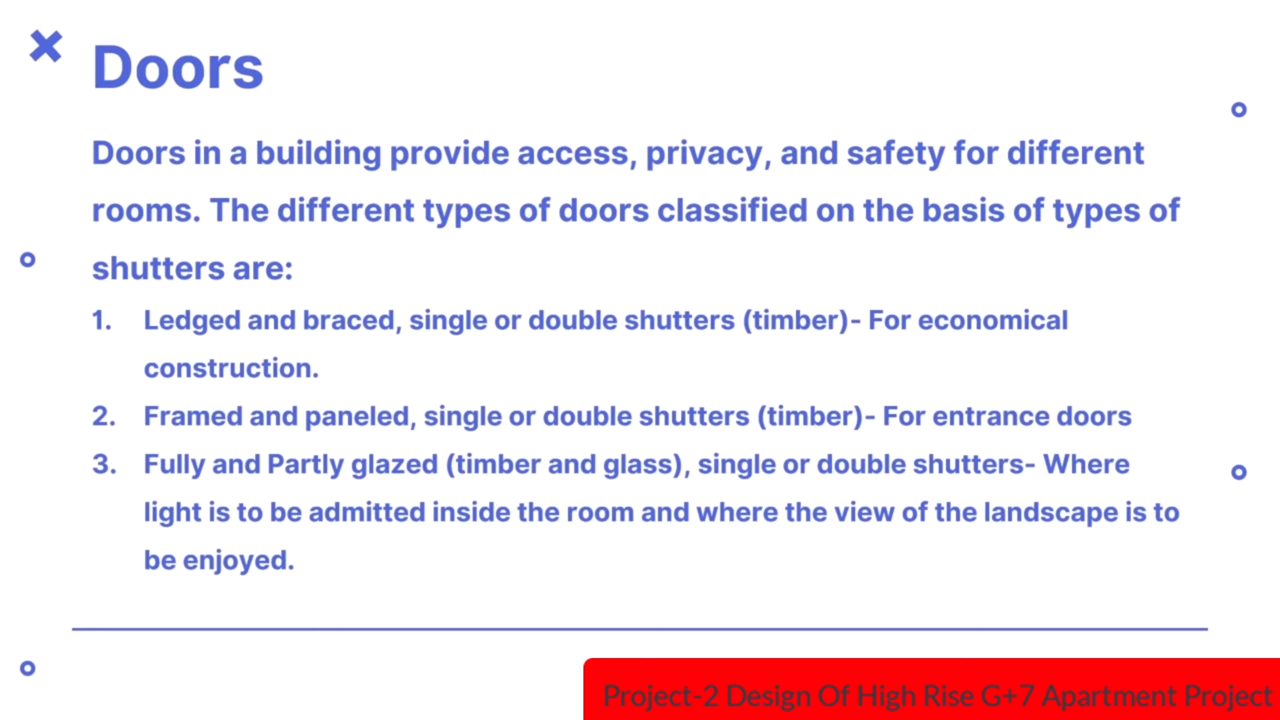 Doors
Doors in a building provide access, privacy, and safety for different
rooms. The different types of doors classified on the basis of types of
shutters are:
1. Ledged and braced, single or double shutters (timber)- For economical
construction.
2. Framed and paneled, single or double shutters (timber)- For entrance doors
3. Fully and Partly glazed (timber and glass), single or double shutters- Where
light is to be admitted inside the room and where the view of the landscape is to
be enjoyed.
Project-2 Design Of High Rise G+7 Apartment Project